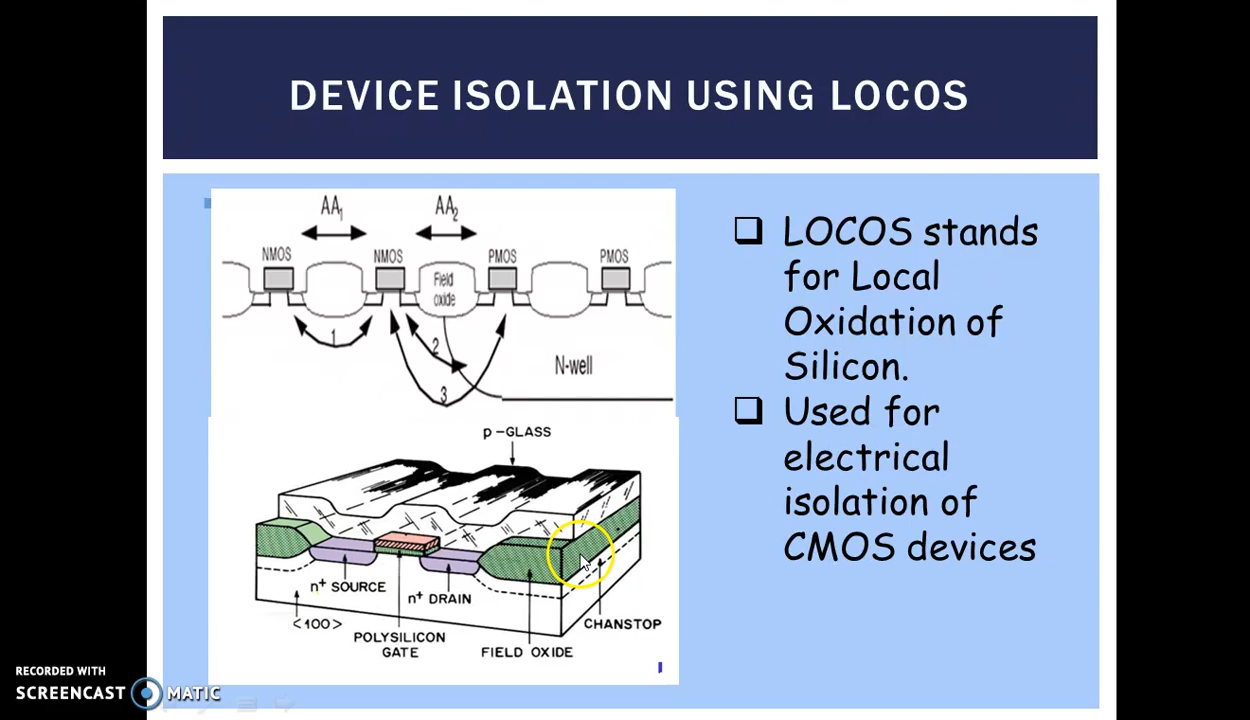 DEVICE ISOLATION USING LOCOS
AA1 AA2
NMOS NMOS PMOS PMOS
Field
oxide
1
2
N-well
3
❑ LOCOS stands
for Local
Oxidation of
Silicon.
❑ Used for
electrical
isolation of
CMOS devices
p-GLASS
n+ SOURCE
n+ DRAIN
<100>
POLYSILICON
GATE
FIELD OXIDE
CHANSTOP
RECORDED WITH
SCREENCAST MATIC